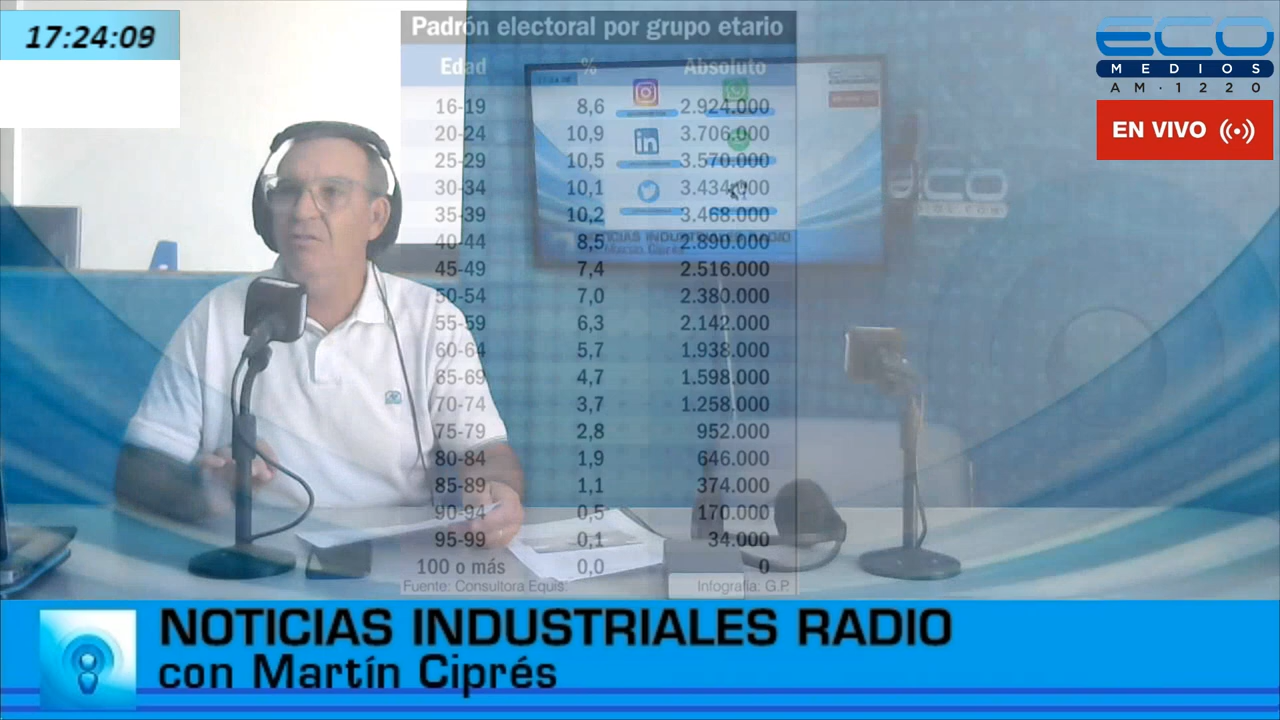 17:24:09
Padrón electoral por grupo etario
Edad % Absoluto
16-19 8,6 2.924.000
20-24 10,9 3.706.000
25-29 10,5 3.570.000
30-34 10,1 3.434.000
35-39 10,2 3.468.000
40-44 8,5 2.890.000
45-49 7,4 2.516.000
50-54 7,0 2.380.000
55-59 6,3 2.142.000
60-64 5,7 1.938.000
65-69 4,7 1.598.000
70-74 3,7 1.258.000
75-79 2,8 952.000
80-84 1,9 646.000
85-89 1,1 374.000
90-94 0,5 170.000
95-99 0,1 34.000
100 o más 0,0 0
Fuente: Consultora Equis. Infografía: G.P.
ECO
MEDIOS
AM·1220
EN VIVO
NOTICIAS INDUSTRIALES RADIO
Martín Ciprés
NOTICIAS INDUSTRIALES RADIO
con Martín Ciprés